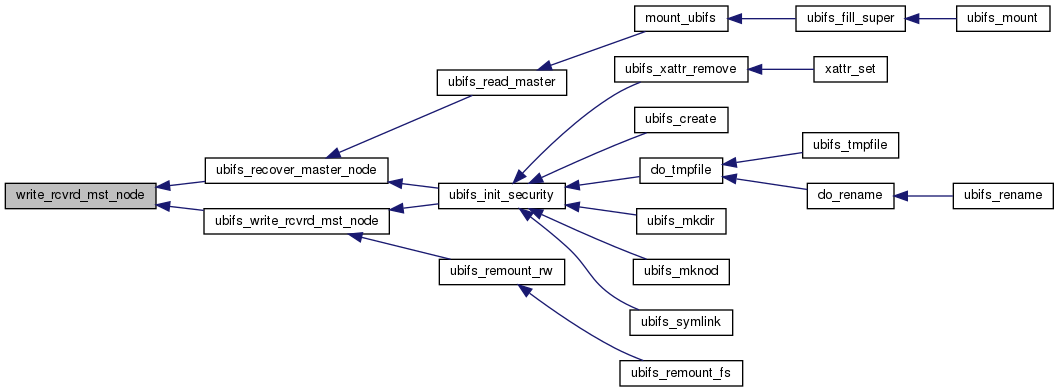 mount_ubifs
ubifs_fill_super
ubifs_mount
ubifs_read_master
ubifs_xattr_remove
xattr_set
ubifs_create
ubifs_recover_master_node
do_tmpfile
ubifs_tmpfile
write_rcvrd_mst_node
ubifs_init_security
do_rename
ubifs_rename
ubifs_write_rcvrd_mst_node
ubifs_mkdir
ubifs_remount_rw
ubifs_mknod
ubifs_symlink
ubifs_remount_fs